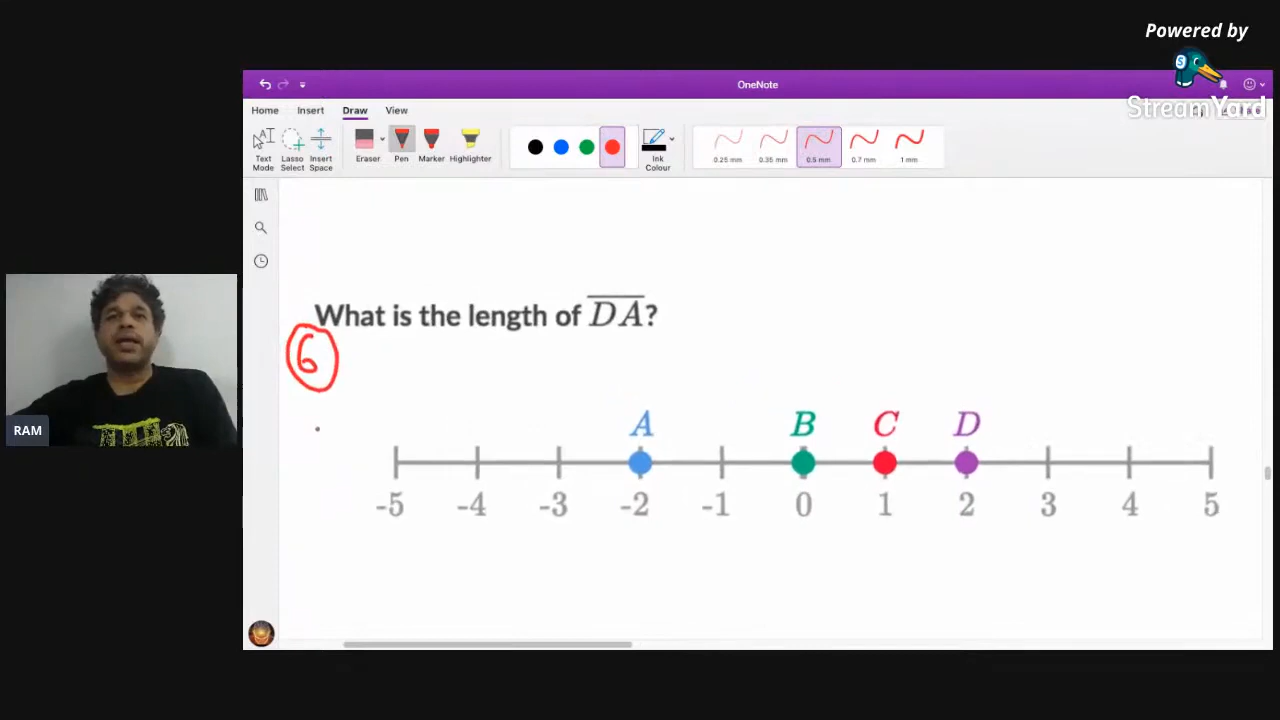 Powered by
StreamYard
OneNote
Home Insert Draw View
Text Mode
Lasso Select
Insert Space
Eraser
Pen
Marker
Highlighter
Ink Colour
0.25 mm
0.35 mm
0.5 mm
0.7 mm
1 mm
What is the length of DA?
6
A B C D
-5 -4 -3 -2 -1 0 1 2 3 4 5
RAM